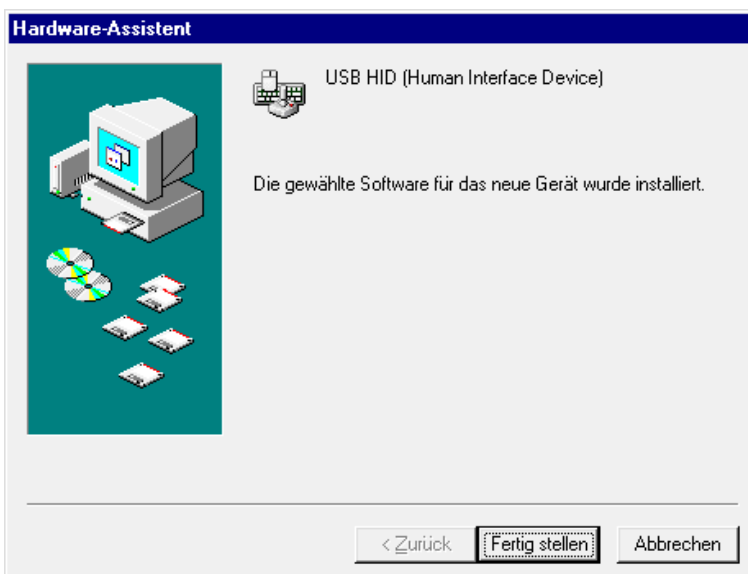 Hardware-Assistent
USB HID (Human Interface Device)
Die gewählte Software für das neue Gerät wurde installiert.
< Zurück Fertig stellen Abbrechen